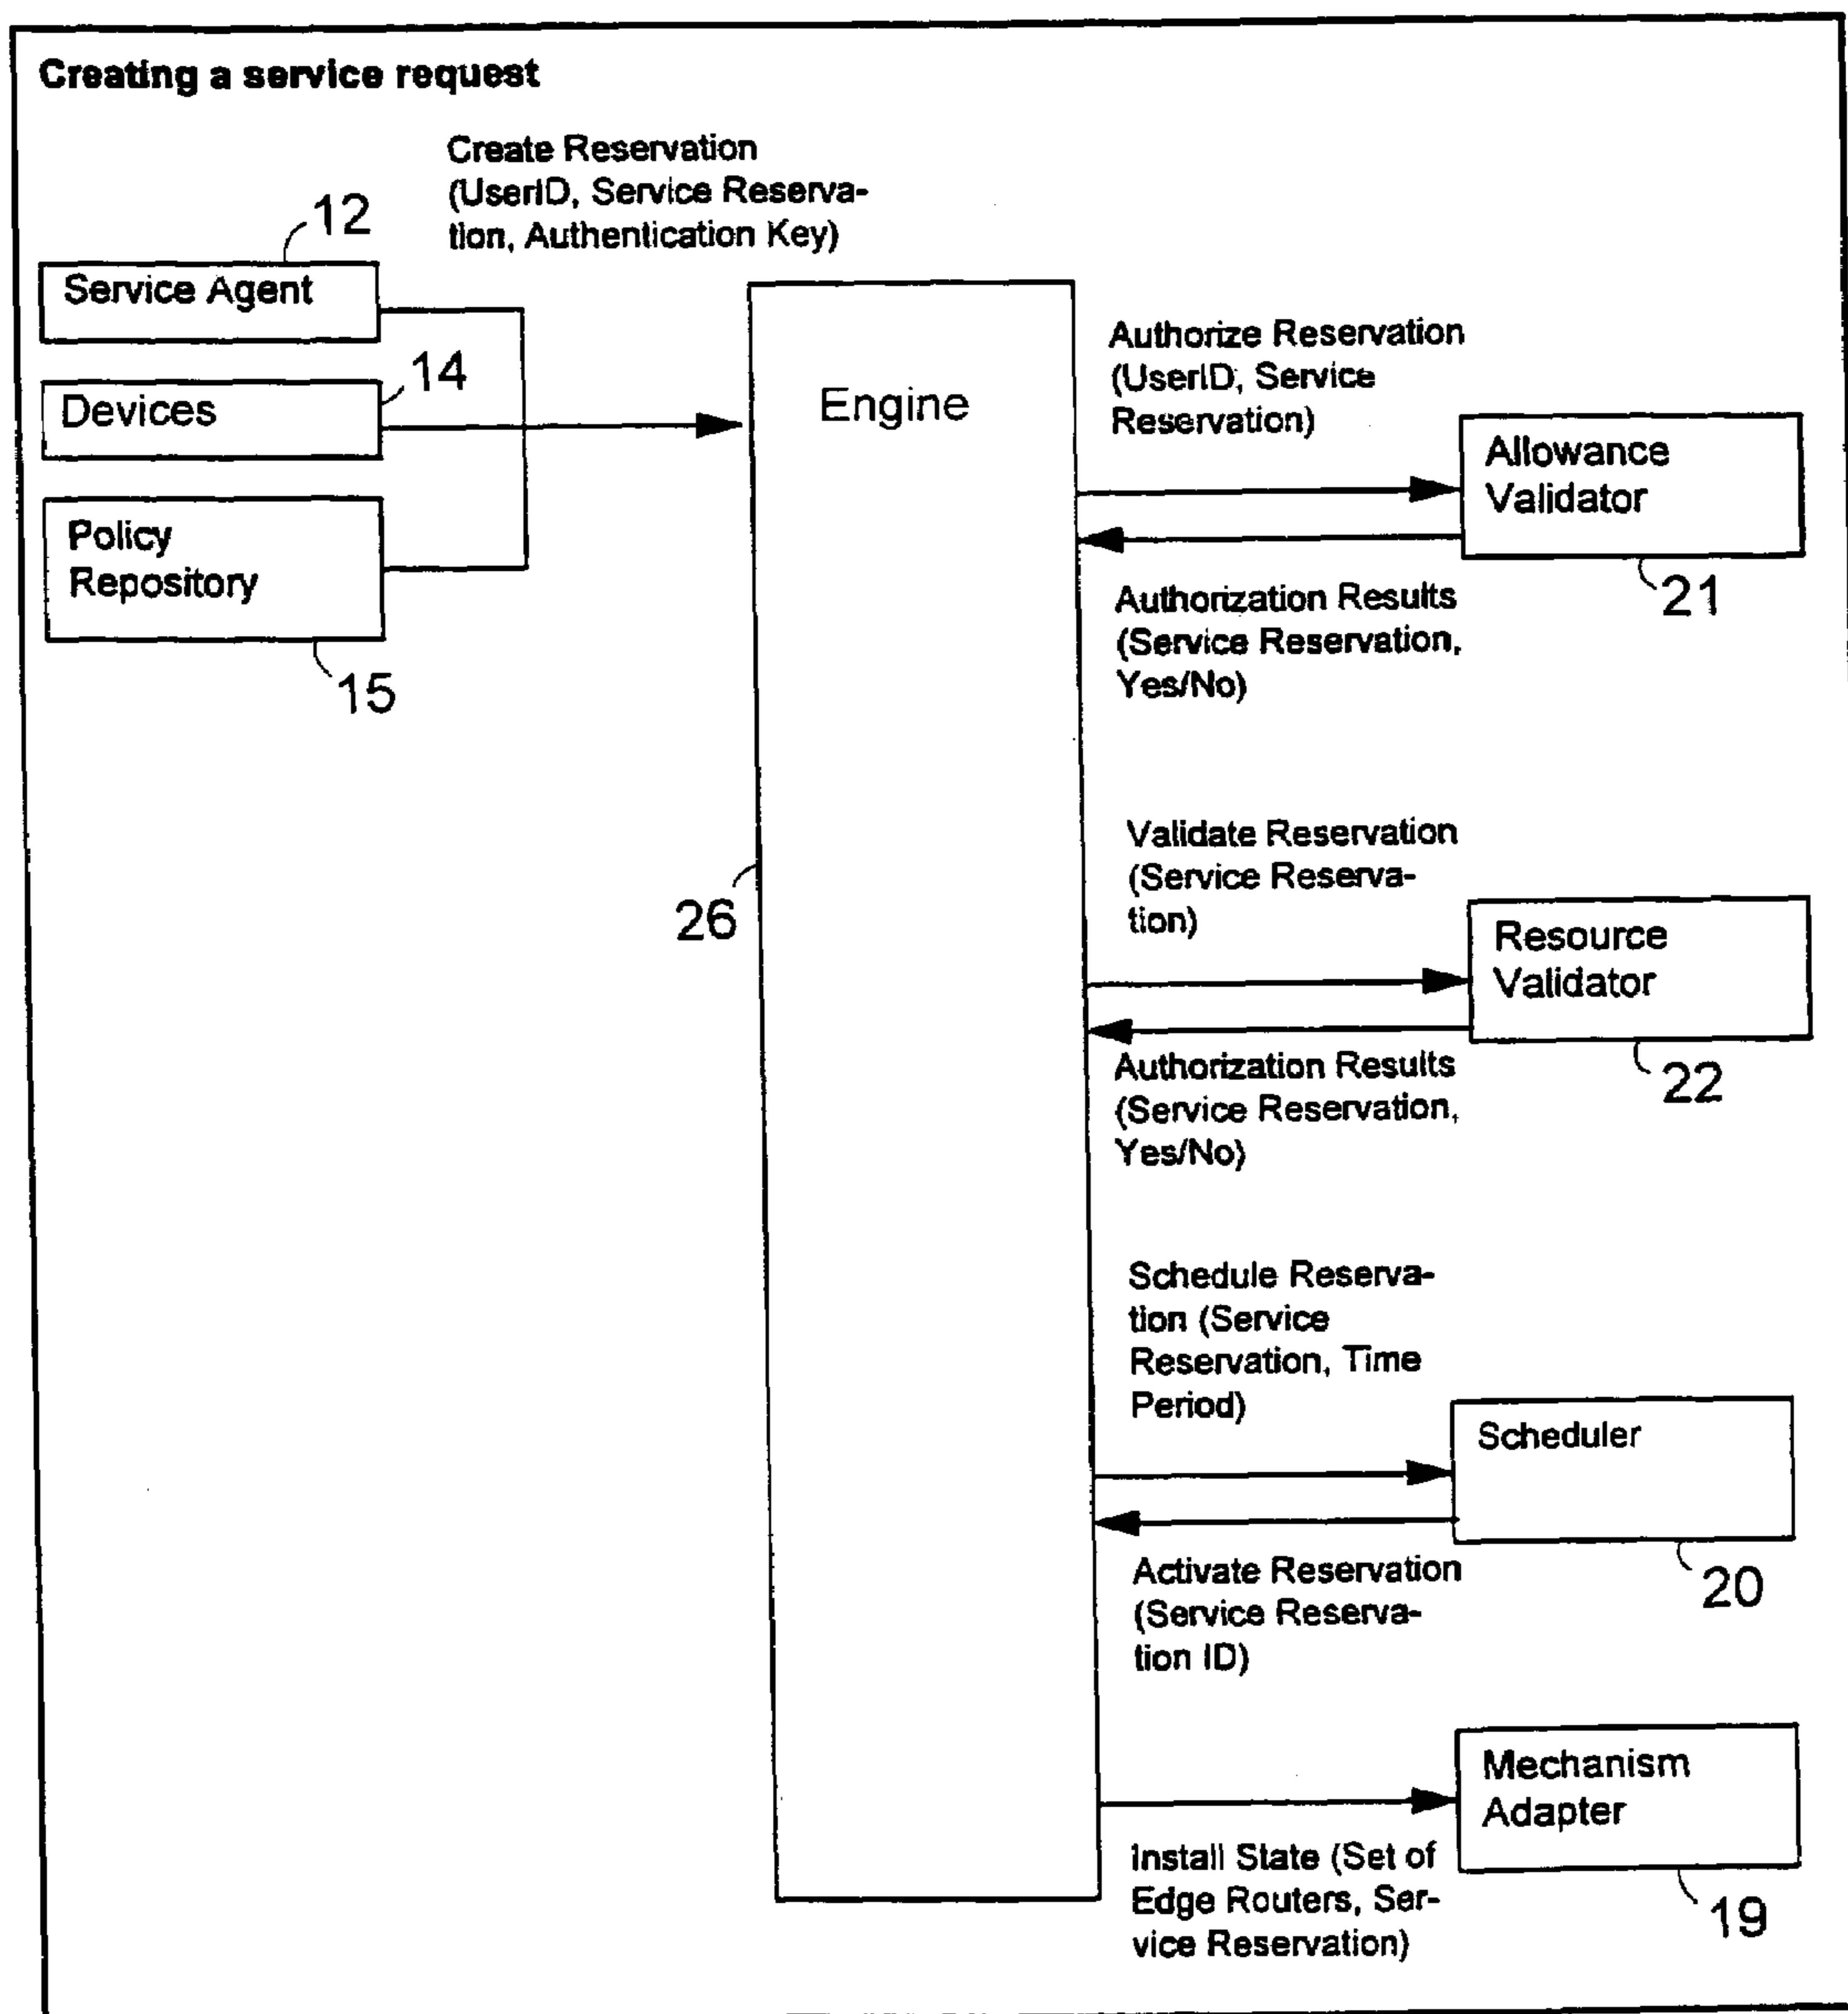 Creating a service request
Create Reservation
(UserID, Service Reserva-
tion, Authentication Key)
12
Service Agent
14
Devices
Policy
Repository
15
Engine
26
Authorize Reservation
(UserID, Service
Reservation)
Allowance
Validator
21
Authorization Results
(Service Reservation,
Yes/No)
Validate Reservation
(Service Reserva-
tion)
Resource
Validator
22
Authorization Results
(Service Reservation,
Yes/No)
Schedule Reserva-
tion (Service
Reservation, Time
Period)
Scheduler
20
Activate Reservation
(Service Reserva-
tion ID)
Mechanism
Adapter
19
Install State (Set of
Edge Routers, Ser-
vice Reservation)